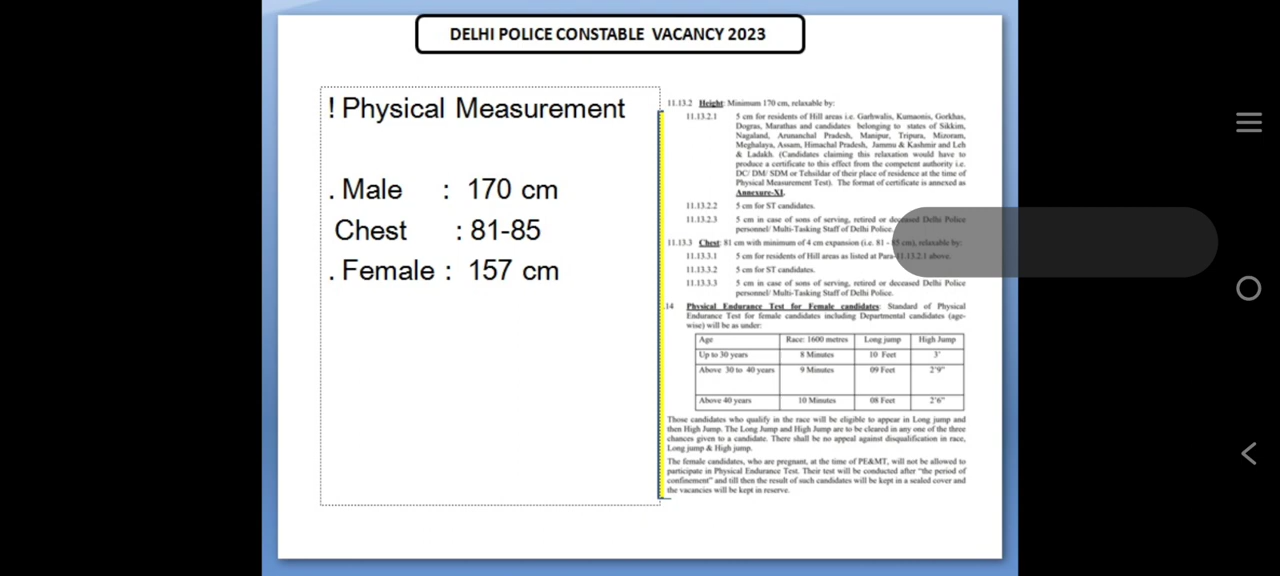 DELHI POLICE CONSTABLE VACANCY 2023
! Physical Measurement
. Male : 170 cm
Chest : 81-85
. Female : 157 cm
11.13.2 Height: Minimum 170 cm, relaxable by:
11.13.2.1 5 cm for residents of Hill areas i.e. Garhwalis, Kumaonis, Gorkhas,
Dogras, Marathas and candidates belonging to states of Sikkim,
Nagaland, Arunanchal Pradesh, Manipur, Tripura, Mizoram,
Meghalaya, Assam, Himachal Pradesh, Jammu & Kashmir and Leh
& Ladakh. (Candidates claiming this relaxation would have to
produce a certificate to this effect from the competent authority i.e.
DC/ DM/ SDM or Tehsildar of their place of residence at the time of
Physical Measurement Test). The format of certificate is annexed as
Annexure-XI.
11.13.2.2 5 cm for ST candidates.
11.13.2.3 5 cm in case of sons of serving, retired or deceased Delhi Police
personnel/ Multi-Tasking Staff of Delhi Police.
11.13.3 Chest: 81 cm with minimum of 4 cm expansion (i.e. 81 - 85 cm), relaxable by:
11.13.3.1 5 cm for residents of Hill areas as listed at Para-11.13.2.1 above.
11.13.3.2 5 cm for ST candidates.
11.13.3.3 5 cm in case of sons of serving, retired or deceased Delhi Police
personnel/ Multi-Tasking Staff of Delhi Police.
.14 Physical Endurance Test for Female candidates: Standard of Physical
Endurance Test for female candidates including Departmental candidates (age-
wise) will be as under:
Age Race: 1600 metres Long jump High Jump
Up to 30 years 8 Minutes 10 Feet 3'
Above 30 to 40 years 9 Minutes 09 Feet 2'9"
Above 40 years 10 Minutes 08 Feet 2'6"
Those candidates who qualify in the race will be eligible to appear in Long jump and
then High Jump. The Long Jump and High Jump are to be cleared in any one of the three
chances given to a candidate. There shall be no appeal against disqualification in race,
Long jump & High jump.
The female candidates, who are pregnant, at the time of PE&MT, will not be allowed to
participate in Physical Endurance Test. Their test will be conducted after "the period of
confinement" and till then the result of such candidates will be kept in a sealed cover and
the vacancies will be kept in reserve.